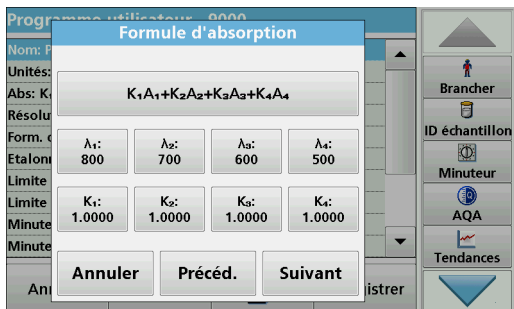 Programme utilisateur 9000
Formule d'absorption
Nom: P
Unités:
Abs: K₁
Résolu
Form. d
Etalonn
Limite
Limite
Minute
Minute
K₁A₁+K₂A₂+K₃A₃+K₄A₄
λ₁: λ₂: λ₃: λ₄:
800 700 600 500
K₁: K₂: K₃: K₄:
1.0000 1.0000 1.0000 1.0000
Annuler Précéd. Suivant
An istrer
Brancher
ID échantillon
Minuteur
AQA
Tendances